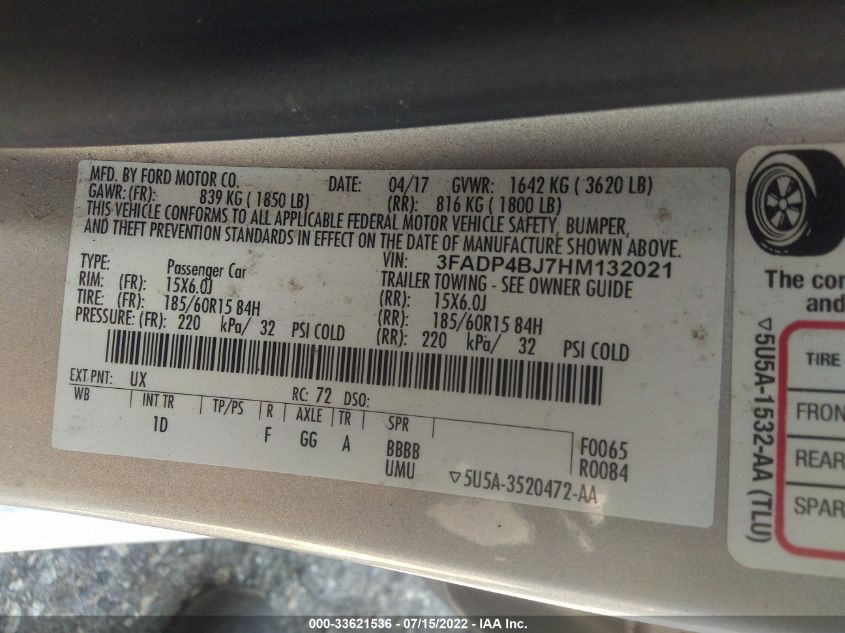 MFD. BY FORD MOTOR CO. DATE: 04/17 GVWR: 1642 KG ( 3620 LB)
GAWR: (FR): 839 KG ( 1850 LB) (RR): 816 KG ( 1800 LB)
THIS VEHICLE CONFORMS TO ALL APPLICABLE FEDERAL MOTOR VEHICLE SAFETY, BUMPER,
AND THEFT PREVENTION STANDARDS IN EFFECT ON THE DATE OF MANUFACTURE SHOWN ABOVE.
VIN: 3FADP4BJ7HM132021
TYPE: Passenger Car TRAILER TOWING - SEE OWNER GUIDE
RIM: (FR): 15X6.0J (RR): 15X6.0J
TIRE: (FR): 185/60R15 84H (RR): 185/60R15 84H
PRESSURE: (FR): 220 kPa/ 32 PSI COLD (RR): 220 kPa/ 32 PSI COLD
EXT PNT: UX RC: 72 DSO:
WB INT TR TP/PS R AXLE TR SPR
1D F GG A BBBB F0065
UMU R0084
▽5U5A-3520472-AA
The com
and
▽5U5A-1532-AA (TLU)
TIRE
FRON
REAR
SPAR
000-33621536 - 07/15/2022 - IAA Inc.